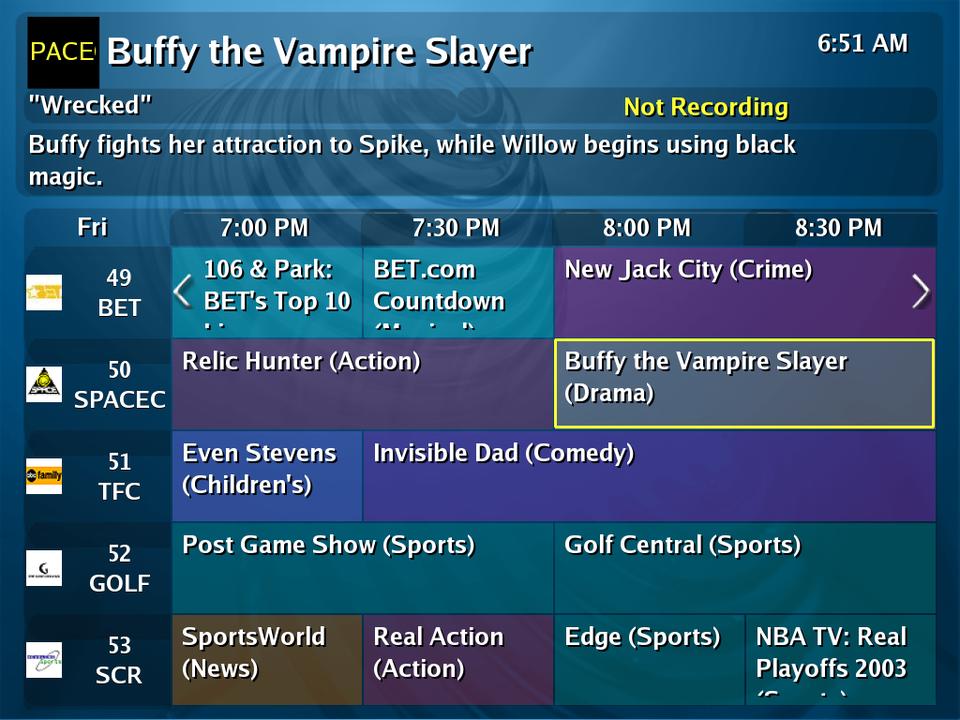 PACE
Buffy the Vampire Slayer
6:51 AM
"Wrecked"
Not Recording
Buffy fights her attraction to Spike, while Willow begins using black
magic.
Fri 7:00 PM 7:30 PM 8:00 PM 8:30 PM
49
BET
106 & Park:
BET's Top 10
BET.com
Countdown
New Jack City (Crime)
SPACE
50
SPACEC
Relic Hunter (Action)
Buffy the Vampire Slayer
(Drama)
abc family
51
TFC
Even Stevens
(Children's)
Invisible Dad (Comedy)
52
GOLF
Post Game Show (Sports)
Golf Central (Sports)
53
SCR
SportsWorld
(News)
Real Action
(Action)
Edge (Sports)
NBA TV: Real
Playoffs 2003